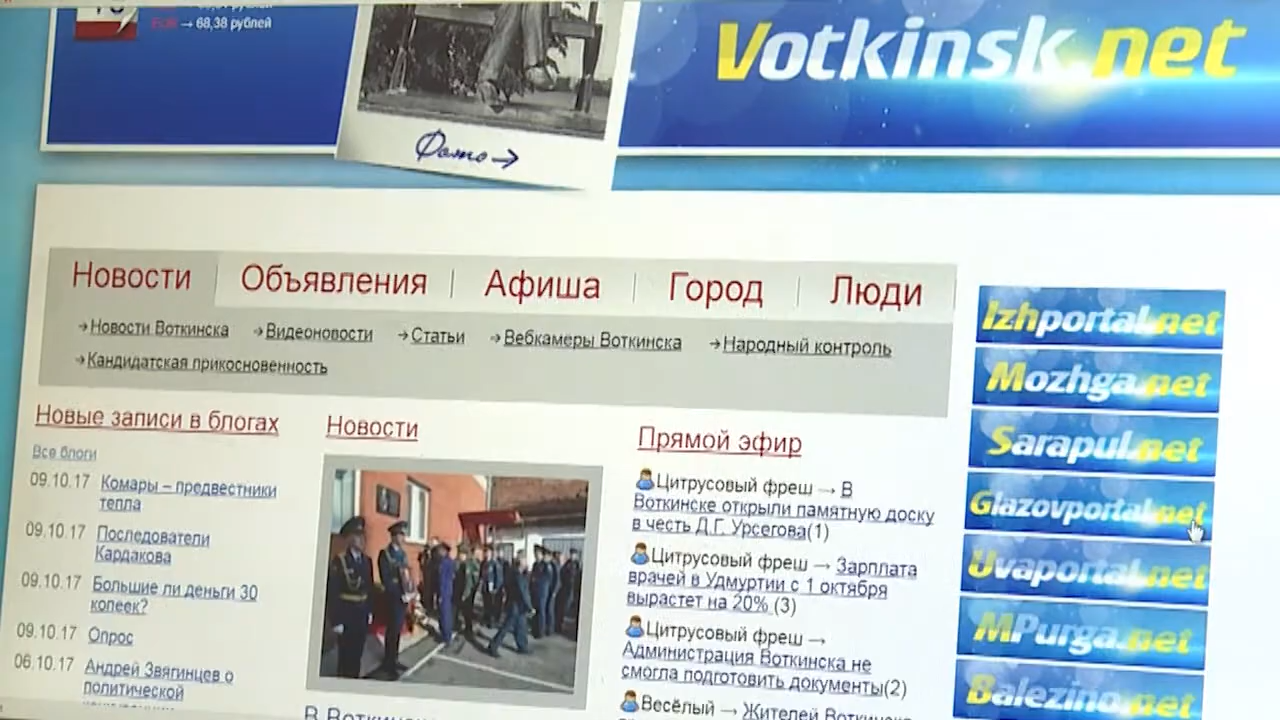 → 68,38 рублей
Фото→
Votkinsk.net
Новости
Объявления
Афиша
Город
Люди
→Новости Воткинска
→Видеоновости
→Статьи
→Вебкамеры Воткинска
→Народный контроль
→Кандидатская прикосновенность
Новые записи в блогах
Все блоги
09.10.17 Комары – предвестники
тепла
09.10.17 Последователи
Кардакова
09.10.17 Большие ли деньги 30
копеек?
09.10.17 Опрос
06.10.17 Андрей Звягинцев о
политической
Новости
В Воткинс
Прямой эфир
Цитрусовый фреш → В
Воткинске открыли памятную доску
в честь Д.Г. Урсегова(1)
Цитрусовый фреш → Зарплата
врачей в Удмуртии с 1 октября
вырастет на 20% (3)
Цитрусовый фреш →
Администрация Воткинска не
смогла подготовить документы(2)
Весёлый → Жителей Воткинска
Izhportal.net
Mozhga.net
Sarapul.net
Glazovportal.net
Uvaportal.net
MPurga.net
Balezino.net